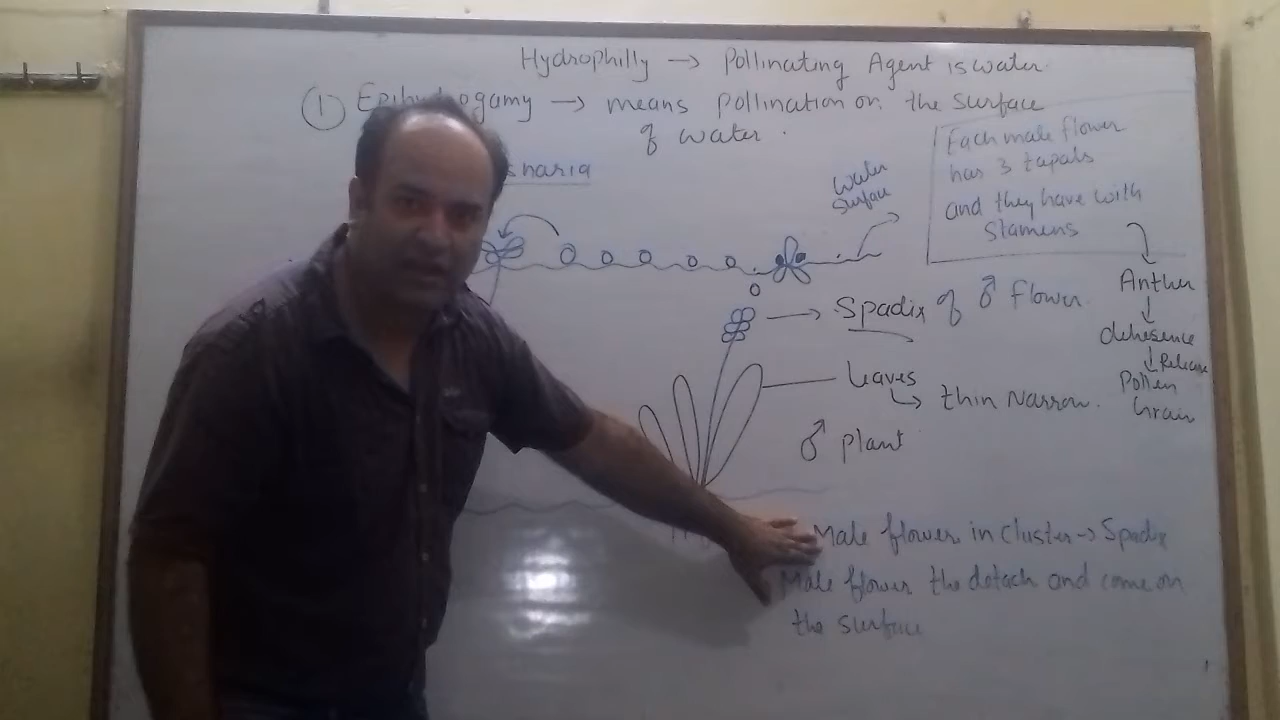 Hydrophilly → Pollinating Agent is water
① Epihydrogamy → means pollination on the surface
of water.
Each male flower
has 3 tapals
and they have with
Stamens
water
surface
Anther
↓
dehesence
↓ Release
Pollen
Grain
→ Spadix of ♂ flower
leaves
↳ thin Narrow.
♂ plant
Male flower in cluster → Spadix
Male flower the detach and come on
the surface